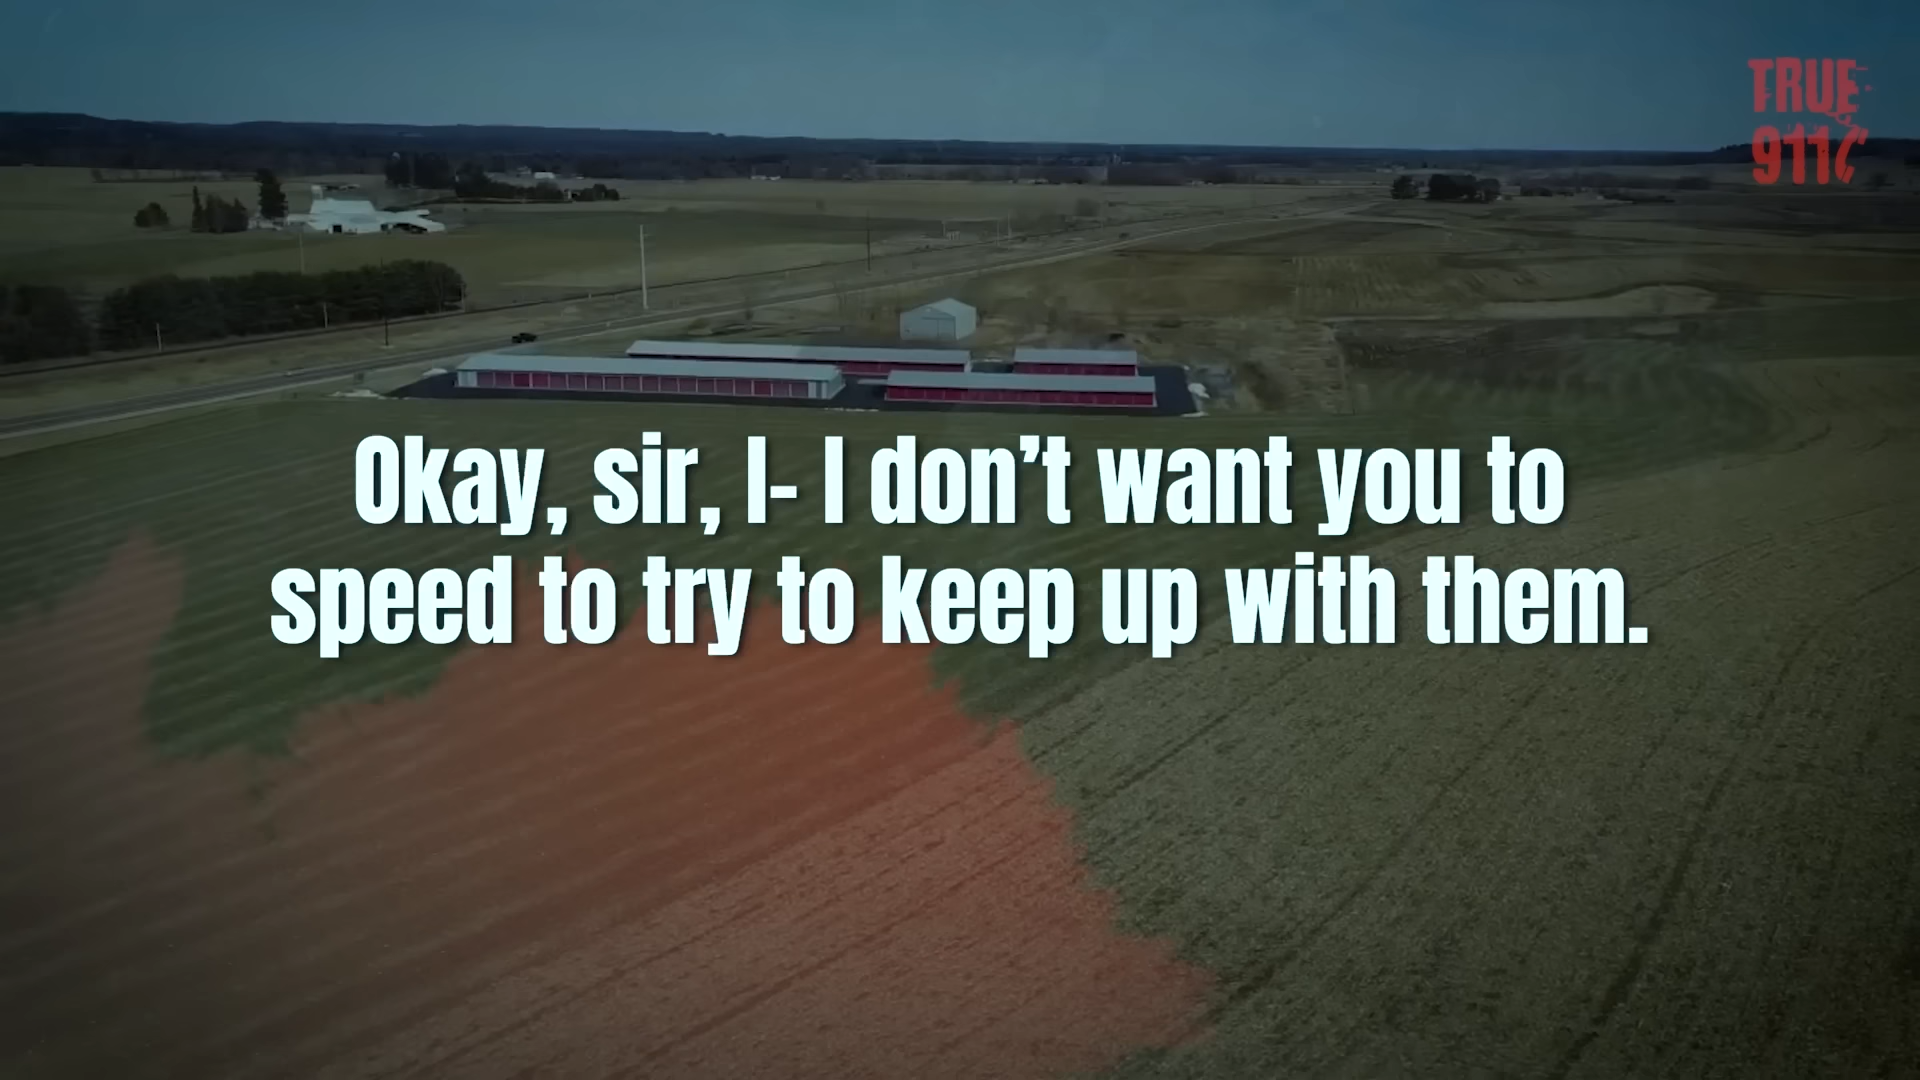 TRUE
911
Okay, sir, I- I don’t want you to
speed to try to keep up with them.